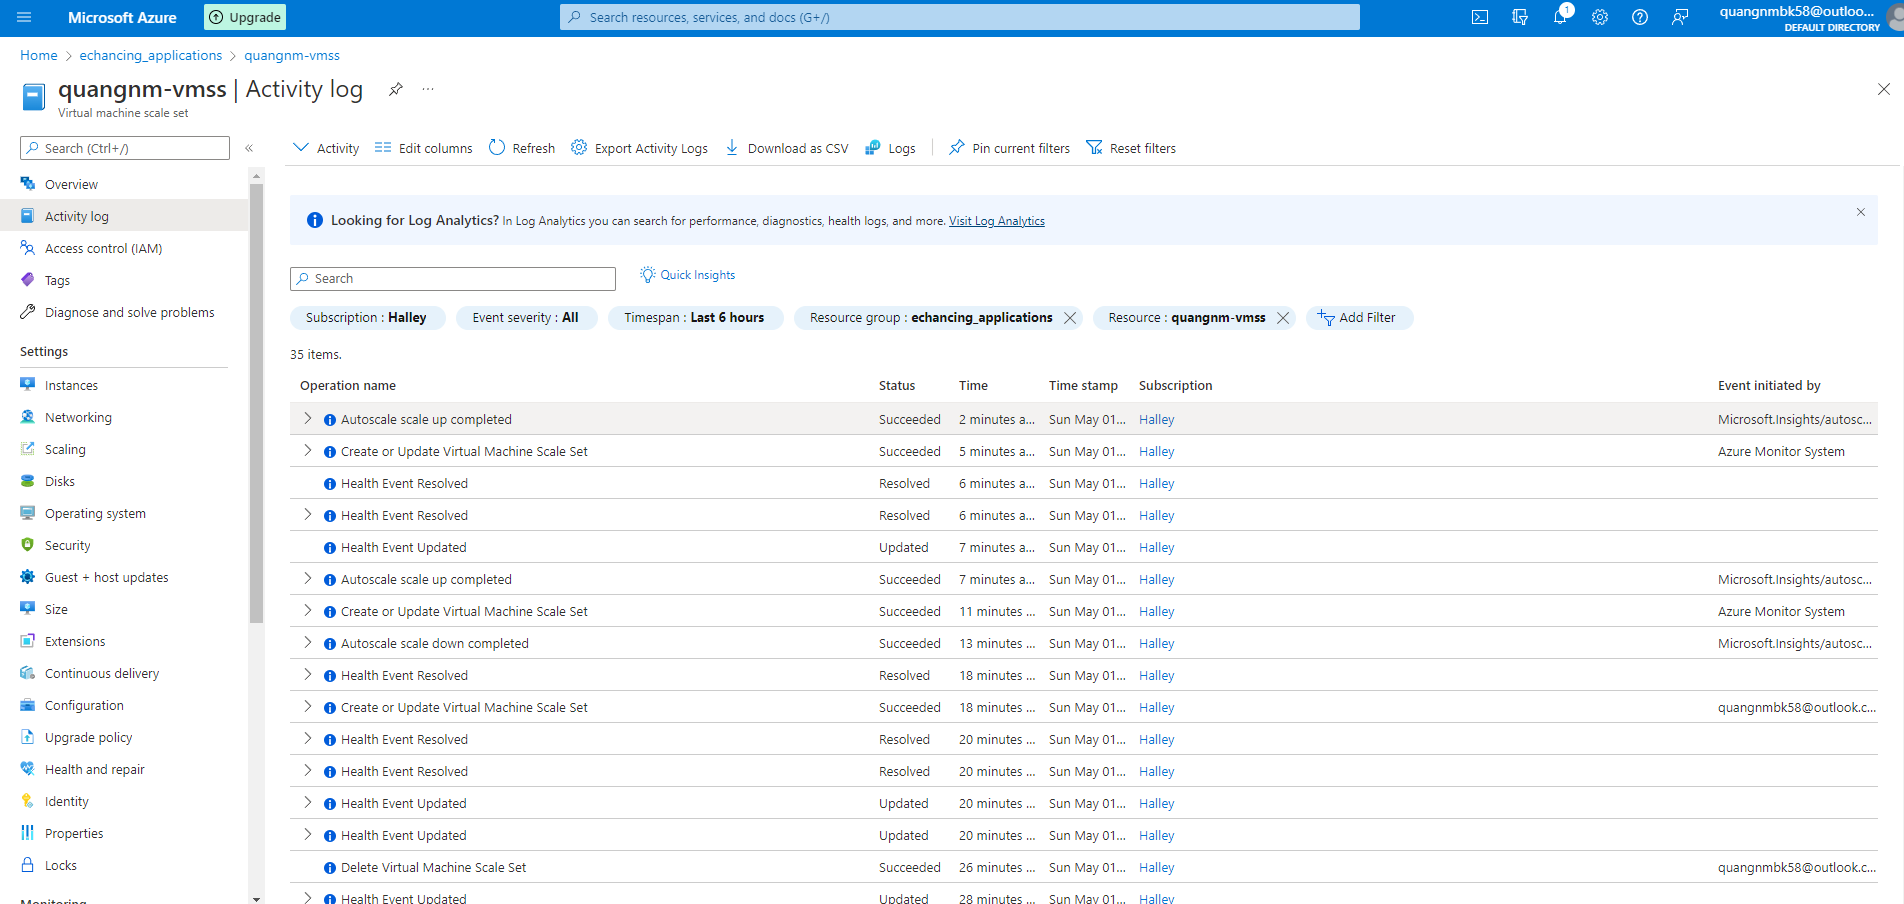 Microsoft Azure
Upgrade
Search resources, services, and docs (G+/)
1
quangnmbk58@outloo...
DEFAULT DIRECTORY
Home > echancing_applications > quangnm-vmss
quangnm-vmss | Activity log
Virtual machine scale set
Search (Ctrl+/)
«
Overview
Activity log
Access control (IAM)
Tags
Diagnose and solve problems
Settings
Instances
Networking
Scaling
Disks
Operating system
Security
Guest + host updates
Size
Extensions
Continuous delivery
Configuration
Upgrade policy
Health and repair
Identity
Properties
Locks
Monitoring
Activity Edit columns Refresh Export Activity Logs Download as CSV Logs Pin current filters Reset filters
Looking for Log Analytics? In Log Analytics you can search for performance, diagnostics, health logs, and more. Visit Log Analytics
Search
Quick Insights
Subscription : Halley Event severity : All Timespan : Last 6 hours Resource group : echancing_applications Resource : quangnm-vmss Add Filter
35 items.
Operation name Status Time Time stamp Subscription Event initiated by
Autoscale scale up completed Succeeded 2 minutes a... Sun May 01... Halley Microsoft.Insights/autosc...
Create or Update Virtual Machine Scale Set Succeeded 5 minutes a... Sun May 01... Halley Azure Monitor System
Health Event Resolved Resolved 6 minutes a... Sun May 01... Halley
Health Event Resolved Resolved 6 minutes a... Sun May 01... Halley
Health Event Updated Updated 7 minutes a... Sun May 01... Halley
Autoscale scale up completed Succeeded 7 minutes a... Sun May 01... Halley Microsoft.Insights/autosc...
Create or Update Virtual Machine Scale Set Succeeded 11 minutes ... Sun May 01... Halley Azure Monitor System
Autoscale scale down completed Succeeded 13 minutes ... Sun May 01... Halley Microsoft.Insights/autosc...
Health Event Resolved Resolved 18 minutes ... Sun May 01... Halley
Create or Update Virtual Machine Scale Set Succeeded 18 minutes ... Sun May 01... Halley quangnmbk58@outlook.c...
Health Event Resolved Resolved 20 minutes ... Sun May 01... Halley
Health Event Resolved Resolved 20 minutes ... Sun May 01... Halley
Health Event Updated Updated 20 minutes ... Sun May 01... Halley
Health Event Updated Updated 20 minutes ... Sun May 01... Halley
Delete Virtual Machine Scale Set Succeeded 26 minutes ... Sun May 01... Halley quangnmbk58@outlook.c...
Health Event Updated Updated 28 minutes ... Sun May 01... Halley